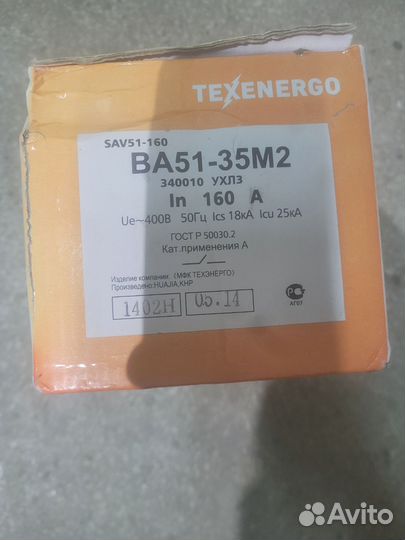 TEXENERGO
SAV51-160
ВА51-35М2
340010 УХЛ3
In 160 A
Ue~400В 50Гц Ics 18кА Icu 25кА
ГОСТ Р 50030.2
Кат.применения А
Изделие компании: (МФК ТЕХЭНЕРГО)
Произведено:HUAJIA,КНР
1402H 05.14
АГ07
Avito